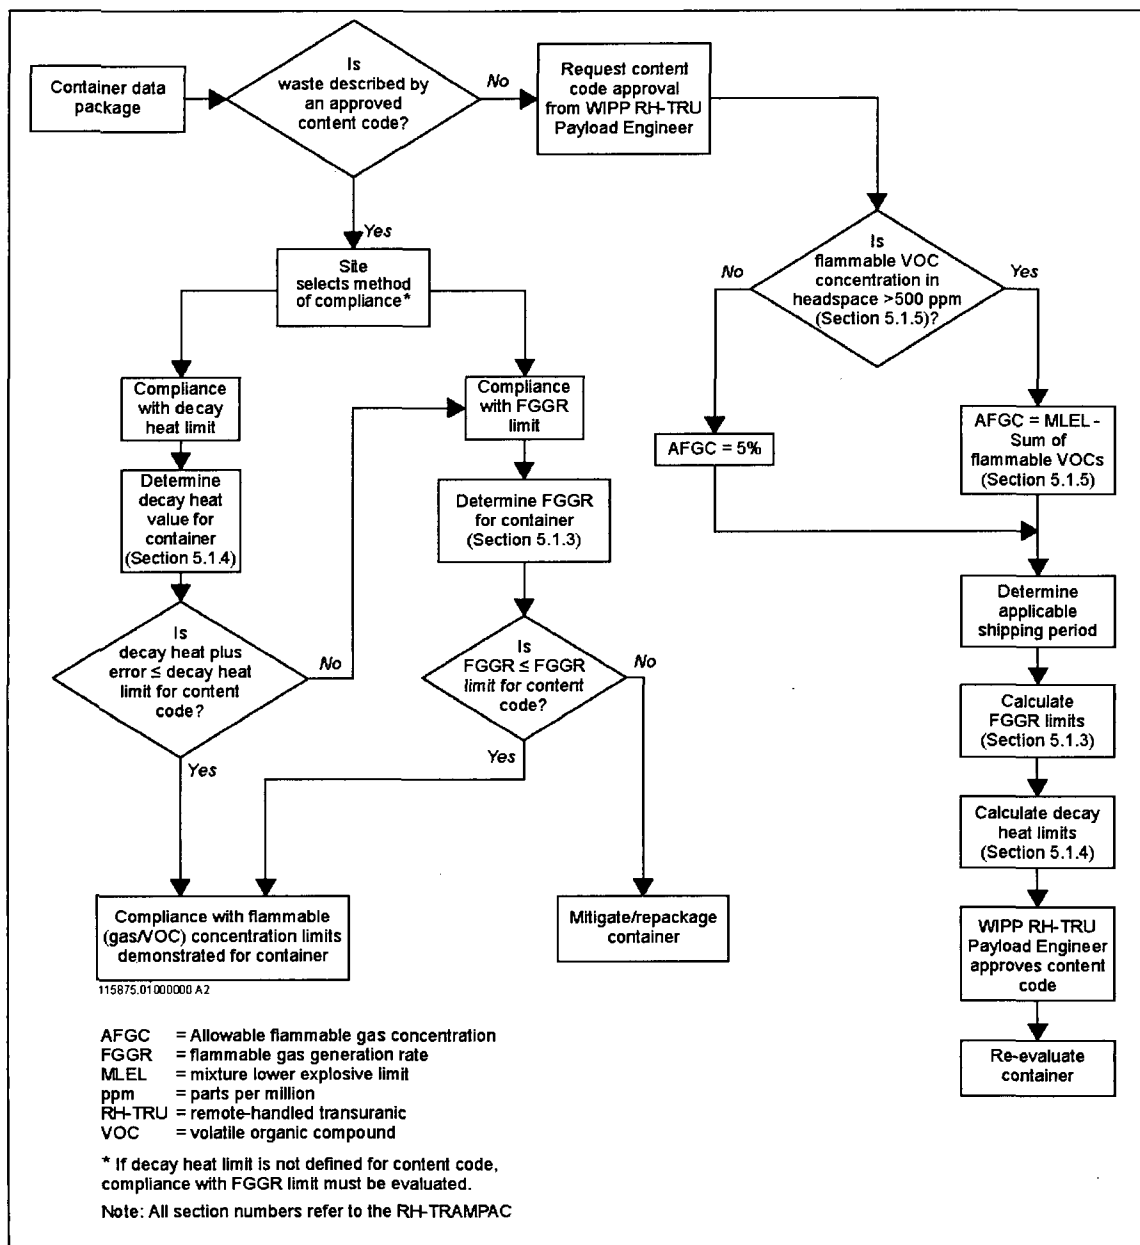 Container data
package
Is
waste described by
an approved
content code?
No
Request content
code approval
from WIPP RH-TRU
Payload Engineer
Yes
Site
selects method
of compliance*
Is
flammable VOC
concentration in
headspace >500 ppm
(Section 5.1.5)?
No
Yes
Compliance
with decay
heat limit
Compliance
with FGGR
limit
AFGC = 5%
AFGC = MLEL -
Sum of
flammable VOCs
(Section 5.1.5)
Determine
decay heat
value for
container
(Section 5.1.4)
Determine FGGR
for container
(Section 5.1.3)
Determine
applicable
shipping period
Is
decay heat plus
error ≤ decay heat
limit for content
code?
No
Yes
Is
FGGR ≤ FGGR
limit for content
code?
No
Yes
Calculate
FGGR limits
(Section 5.1.3)
Calculate decay
heat limits
(Section 5.1.4)
Compliance with flammable
(gas/VOC) concentration limits
demonstrated for container
Mitigate/repackage
container
WIPP RH-TRU
Payload Engineer
approves content
code
Re-evaluate
container
115875.01000000 A2
AFGC = Allowable flammable gas concentration
FGGR = flammable gas generation rate
MLEL = mixture lower explosive limit
ppm = parts per million
RH-TRU = remote-handled transuranic
VOC = volatile organic compound
* If decay heat limit is not defined for content code,
compliance with FGGR limit must be evaluated.
Note: All section numbers refer to the RH-TRAMPAC